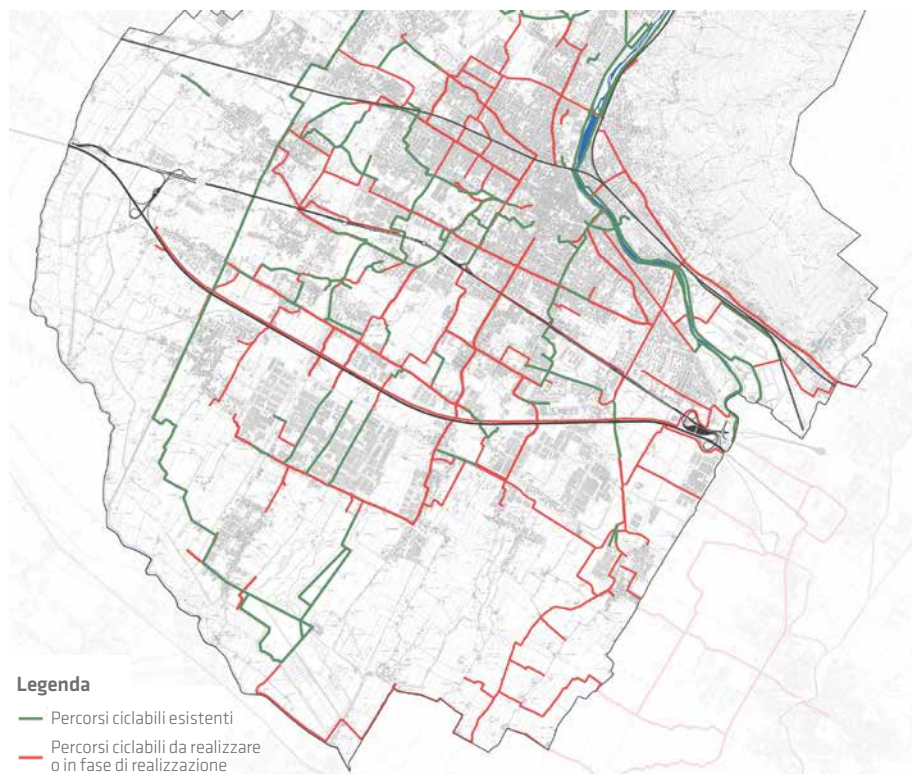 Legenda
Percorsi ciclabili esistenti
Percorsi ciclabili da realizzare
o in fase di realizzazione